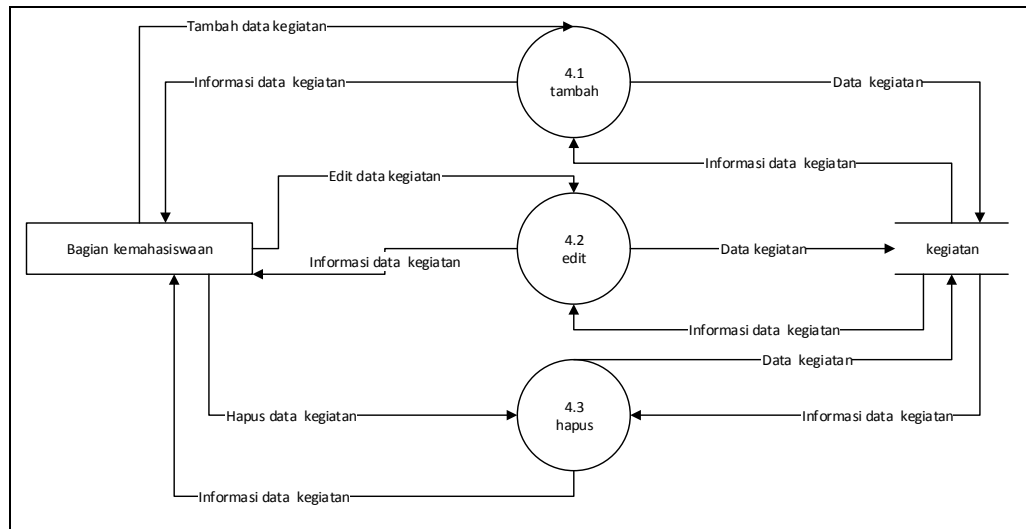 Tambah data kegiatan
4.1
tambah
Informasi data kegiatan
Data kegiatan
Informasi data kegiatan
Edit data kegiatan
4.2
edit
Bagian kemahasiswaan
Informasi data kegiatan
Data kegiatan
kegiatan
Informasi data kegiatan
Data kegiatan
4.3
hapus
Hapus data kegiatan
Informasi data kegiatan
Informasi data kegiatan